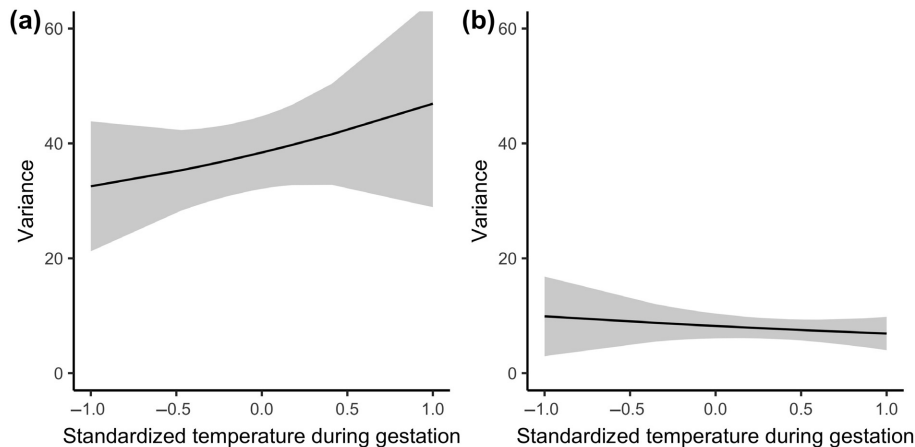 (a)
60
40
20
0
Variance
–1.0 –0.5 0.0 0.5 1.0
Standardized temperature during gestation
(b)
60
40
20
0
Variance
–1.0 –0.5 0.0 0.5 1.0
Standardized temperature during gestation